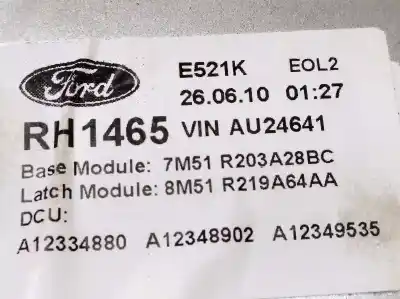 Ford E521K EOL2
26.06.10 01:27
RH1465 VIN AU24641
Base Module: 7M51 R203A28BC
Latch Module: 8M51 R219A64AA
DCU:
A12334880 A12348902 A12349535